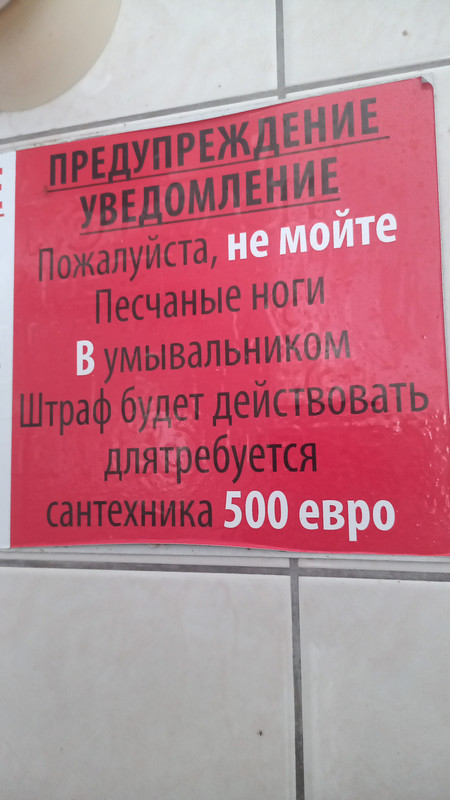 ПРЕДУПРЕЖДЕНИЕ
УВЕДОМЛЕНИЕ
Пожалуйста, не мойте
Песчаные ноги
В умывальником
Штраф будет действовать
длятребуется
сантехника 500 евро